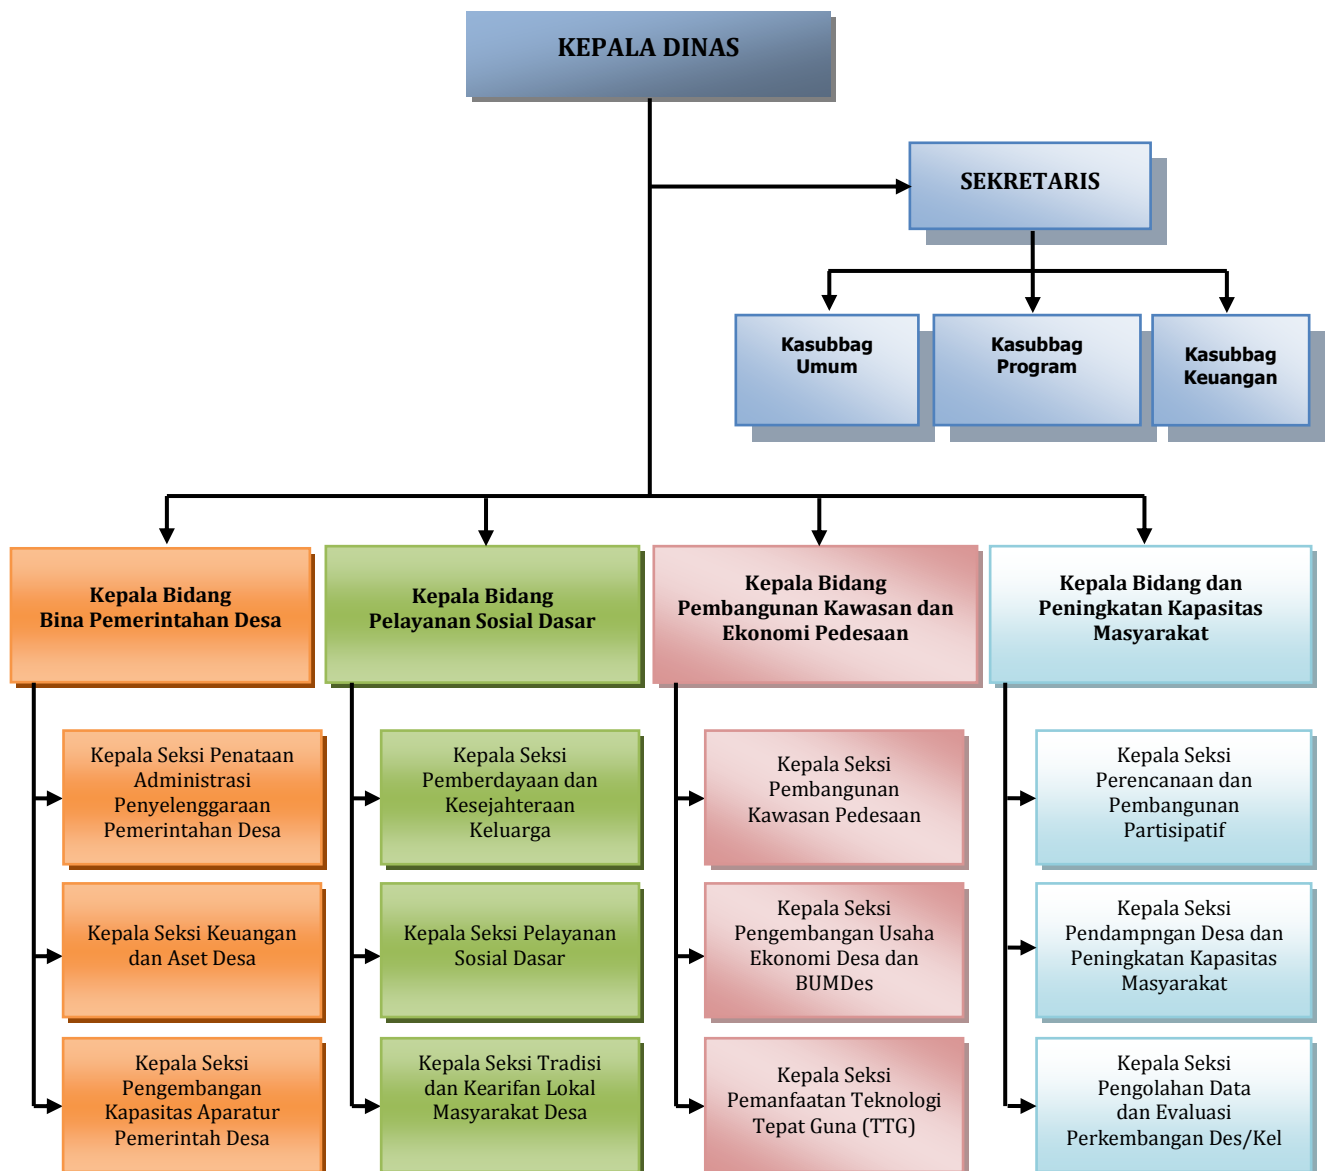 KEPALA DINAS
SEKRETARIS
Kasubbag
Umum
Kasubbag
Program
Kasubbag
Keuangan
Kepala Bidang
Bina Pemerintahan Desa
Kepala Bidang
Pelayanan Sosial Dasar
Kepala Bidang
Pembangunan Kawasan dan
Ekonomi Pedesaan
Kepala Bidang dan
Peningkatan Kapasitas
Masyarakat
Kepala Seksi Penataan
Administrasi
Penyelenggaraan
Pemerintahan Desa
Kepala Seksi
Pemberdayaan dan
Kesejahteraan
Keluarga
Kepala Seksi
Pembangunan
Kawasan Pedesaan
Kepala Seksi
Perencanaan dan
Pembangunan
Partisipatif
Kepala Seksi Keuangan
dan Aset Desa
Kepala Seksi Pelayanan
Sosial Dasar
Kepala Seksi
Pengembangan Usaha
Ekonomi Desa dan
BUMDes
Kepala Seksi
Pendampngan Desa dan
Peningkatan Kapasitas
Masyarakat
Kepala Seksi
Pengembangan
Kapasitas Aparatur
Pemerintah Desa
Kepala Seksi Tradisi
dan Kearifan Lokal
Masyarakat Desa
Kepala Seksi
Pemanfaatan Teknologi
Tepat Guna (TTG)
Kepala Seksi
Pengolahan Data
dan Evaluasi
Perkembangan Des/Kel